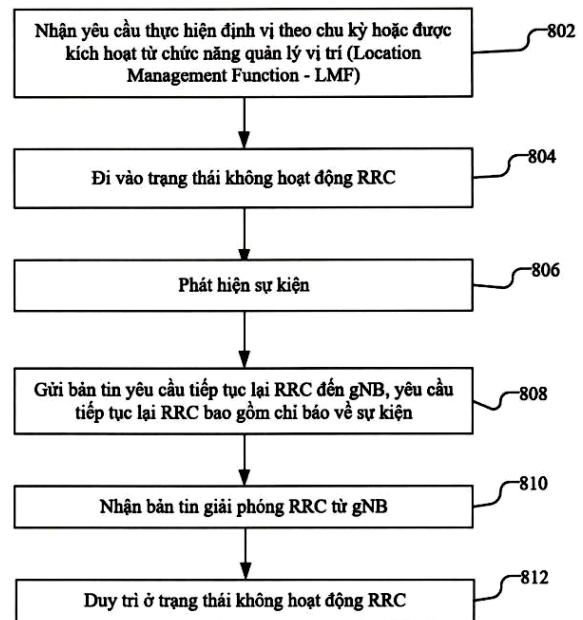 Nhận yêu cầu thực hiện định vị theo chu kỳ hoặc được
kích hoạt từ chức năng quản lý vị trí (Location
Management Function - LMF)
802
Đi vào trạng thái không hoạt động RRC
804
Phát hiện sự kiện
806
Gửi bản tin yêu cầu tiếp tục lại RRC đến gNB, yêu cầu
tiếp tục lại RRC bao gồm chỉ báo về sự kiện
808
Nhận bản tin giải phóng RRC từ gNB
810
Duy trì ở trạng thái không hoạt động RRC
812